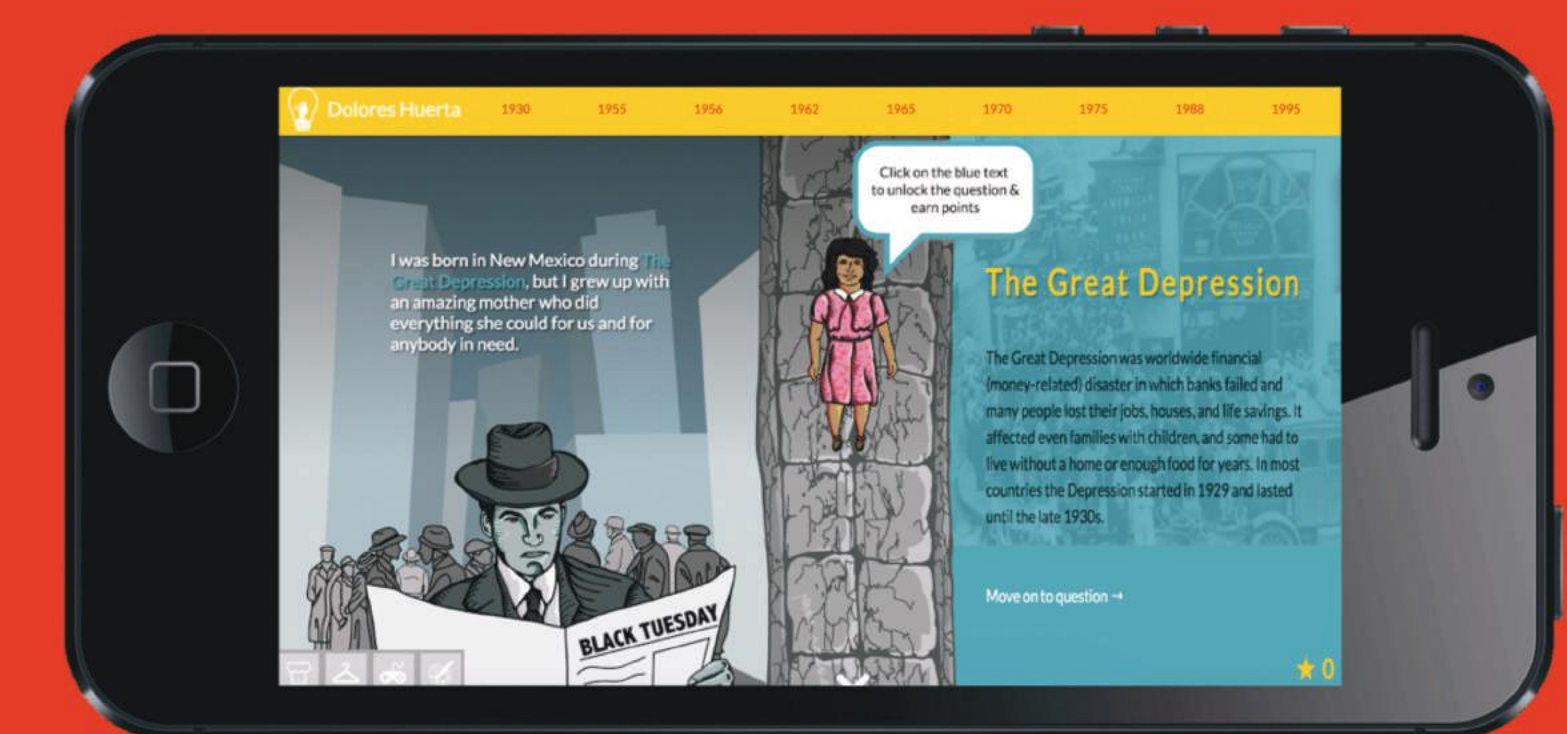 Dolores Huerta 1930 1955 1956 1962 1965 1970 1975 1988 1995
I was born in New Mexico during The
Great Depression, but I grew up with
an amazing mother who did
everything she could for us and for
anybody in need.
BLACK TUESDAY
Click on the blue text
to unlock the question &
earn points
The Great Depression
The Great Depression was worldwide financial
(money-related) disaster in which banks failed and
many people lost their jobs, houses, and life savings. It
affected even families with children, and some had to
live without a home or enough food for years. In most
countries the Depression started in 1929 and lasted
until the late 1930s.
Move on to question →
★ 0